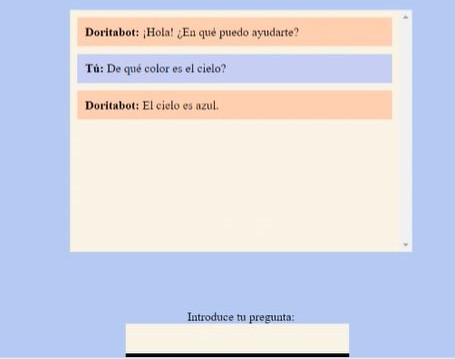 Doritabot: ¡Hola! ¿En qué puedo ayudarte?
Tú: De qué color es el cielo?
Doritabot: El cielo es azul.
Introduce tu pregunta: